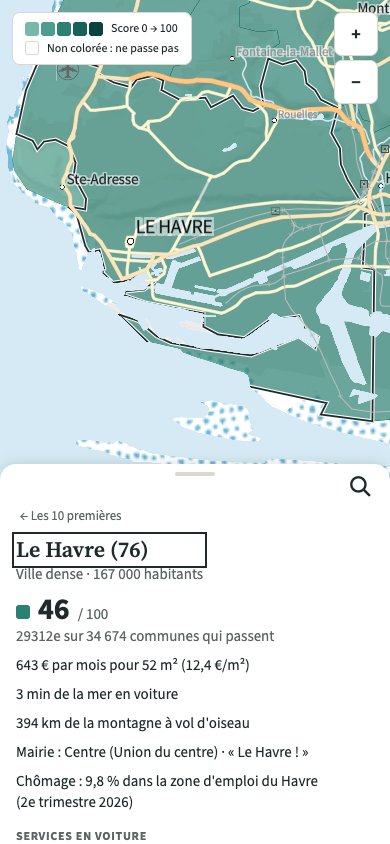 Score 0 → 100
Non colorée : ne passe pas
+
−
Mont
Fontaine-la-Mallet
Rouelles
H
Ste-Adresse
LE HAVRE
← Les 10 premières
Le Havre (76)
Ville dense · 167 000 habitants
46 / 100
29312e sur 34 674 communes qui passent
643 € par mois pour 52 m² (12,4 €/m²)
3 min de la mer en voiture
394 km de la montagne à vol d'oiseau
Mairie : Centre (Union du centre) · « Le Havre ! »
Chômage : 9,8 % dans la zone d'emploi du Havre
(2e trimestre 2026)
SERVICES EN VOITURE